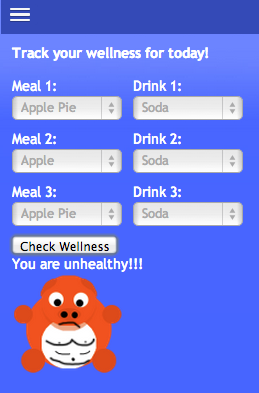 Track your wellness for today!
Meal 1: Drink 1:
Apple Pie Soda
Meal 2: Drink 2:
Apple Soda
Meal 3: Drink 3:
Apple Pie Soda
Check Wellness
You are unhealthy!!!